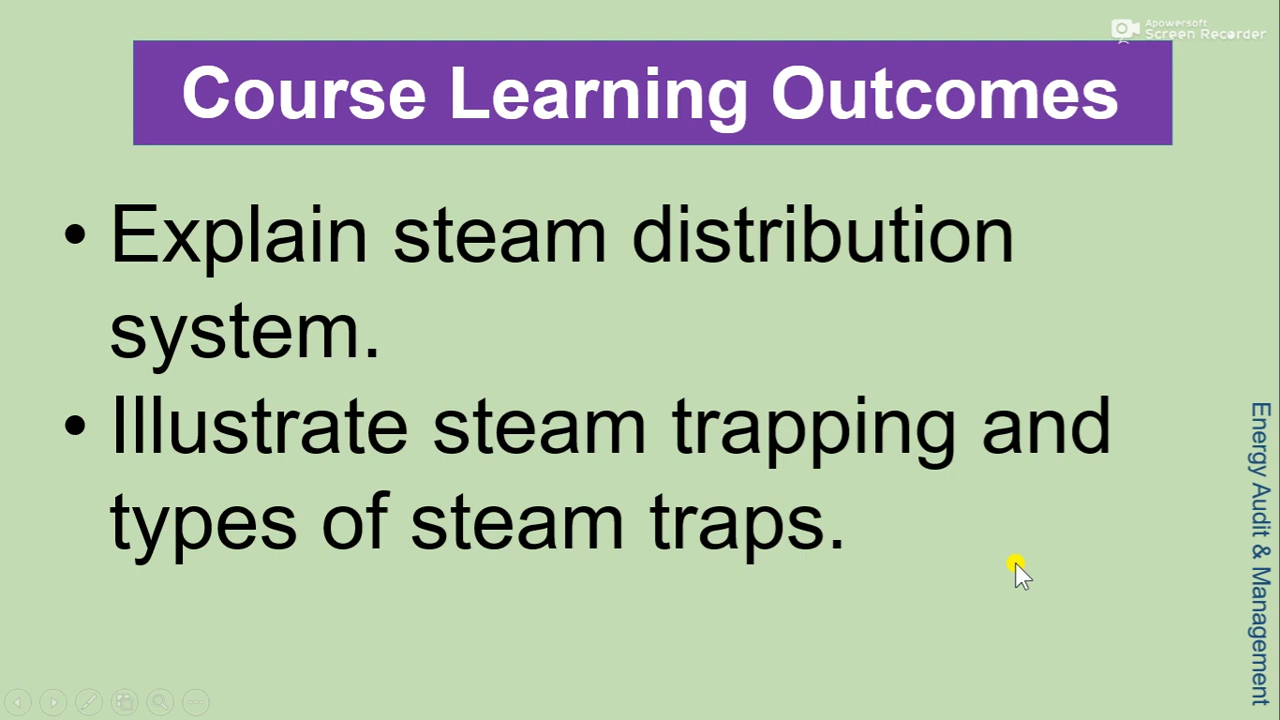 Apowersoft
Screen Recorder
Course Learning Outcomes
• Explain steam distribution
system.
• Illustrate steam trapping and
types of steam traps.
Energy Audit & Management